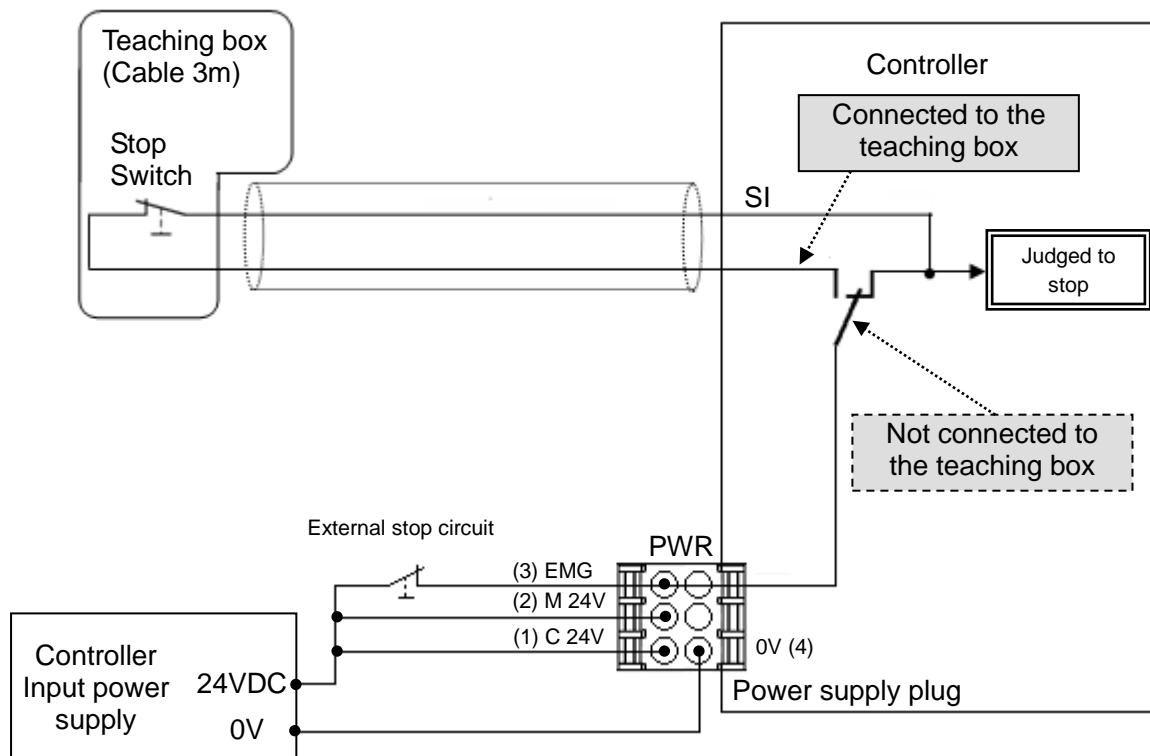 Teaching box
(Cable 3m)
Controller
Connected to the
teaching box
Stop
Switch
SI
Judged to
stop
Not connected to
the teaching box
External stop circuit
PWR
(3) EMG
(2) M 24V
(1) C 24V
0V (4)
Controller
Input power
supply
24VDC
0V
Power supply plug